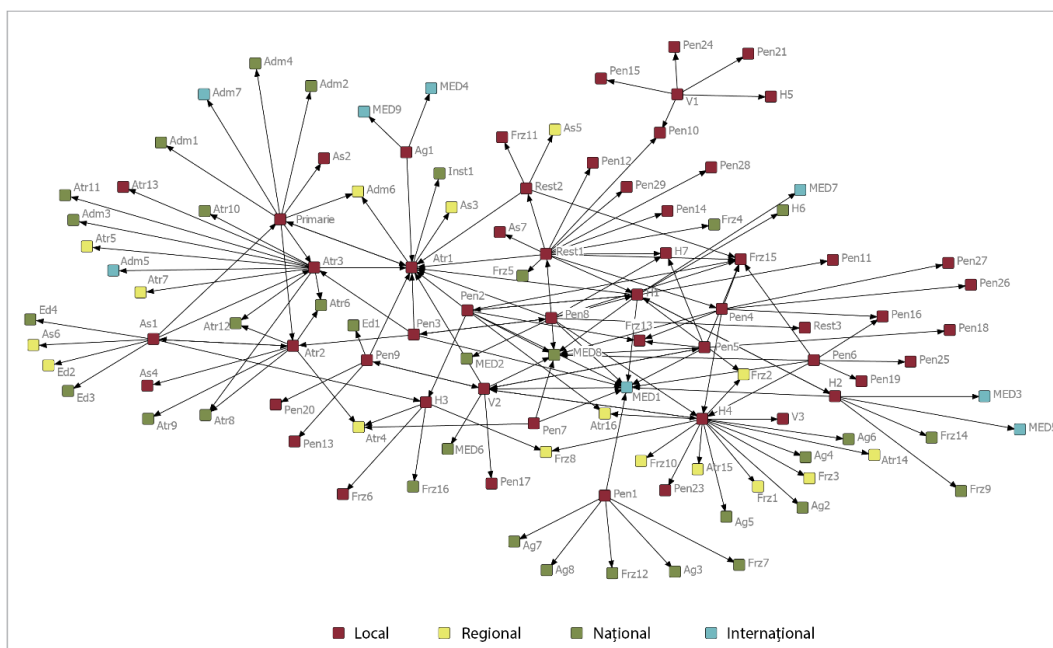 Pen24
Pen21
Adm4
Pen15
Adm2
MED4
H5
Adm7
V1
MED9
As5
Frz11
Pen10
Adm1
Ag1
As2
Pen12
Pen28
Inst1
Rest2
Pen29
MED7
Atr13
Adm6
Atr11
As3
Pen14
H6
Atr10
Adm3
Primarie
Frz4
As7
Atr5
Rest1
H7
Atr1
Atr3
Frz15
Pen11
Pen27
Adm5
Frz5
Atr7
H1
Pen26
Pen2
Atr6
Pen8
Pen4
Ed4
Pen16
As1
Atr12
Ed1
Pen3
Frz13
Rest3
Pen18
As6
Atr2
Pen5
MED8
Pen9
MED2
Pen6
Pen25
Ed2
Frz2
As4
Pen19
H2
Ed3
V2
MED1
MED3
Pen20
H3
Atr9
Atr8
Atr16
H4
V3
Atr4
Pen7
MED5
Pen13
Ag6
Frz14
MED6
Frz8
Ag4
Atr14
Frz10
Atr15
Frz3
Frz6
Frz16
Pen17
Pen23
Frz1
Frz9
Pen1
Ag2
Ag5
Ag7
Frz7
Ag8
Frz12
Ag3
Local Regional Național Internațional